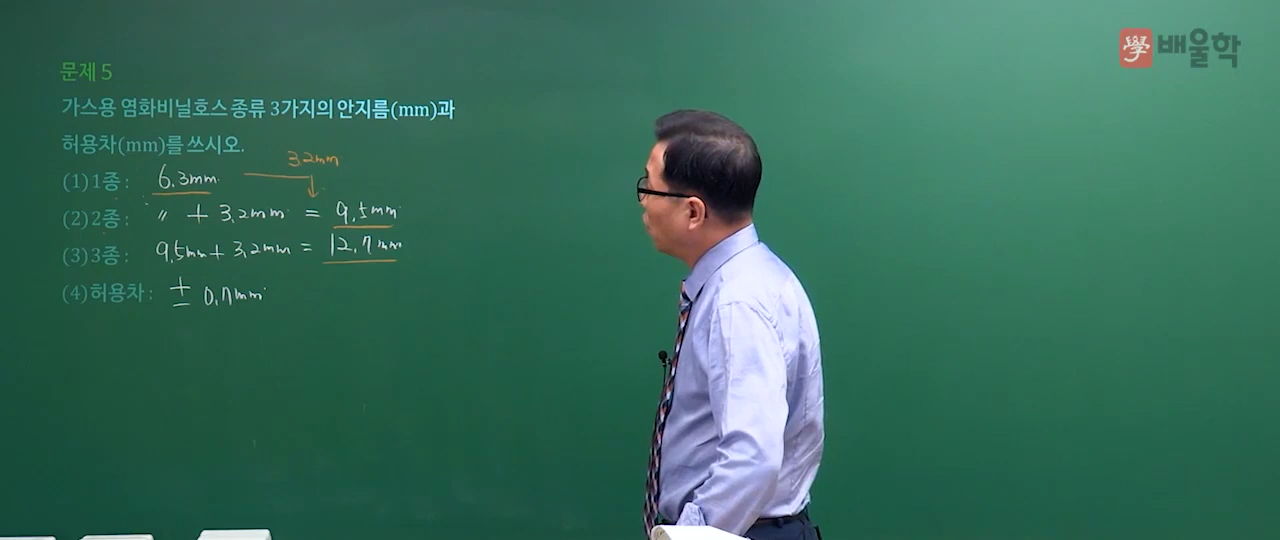 學 배울학
문제 5
가스용 염화비닐호스 종류 3가지의 안지름(mm)과
허용차(mm)를 쓰시오.
3.2mm
(1) 1종 : 6.3mm
(2) 2종 : 〃 + 3.2mm = 9.5mm
(3) 3종 : 9.5mm + 3.2mm = 12.7mm
(4) 허용차 : ± 0.7mm